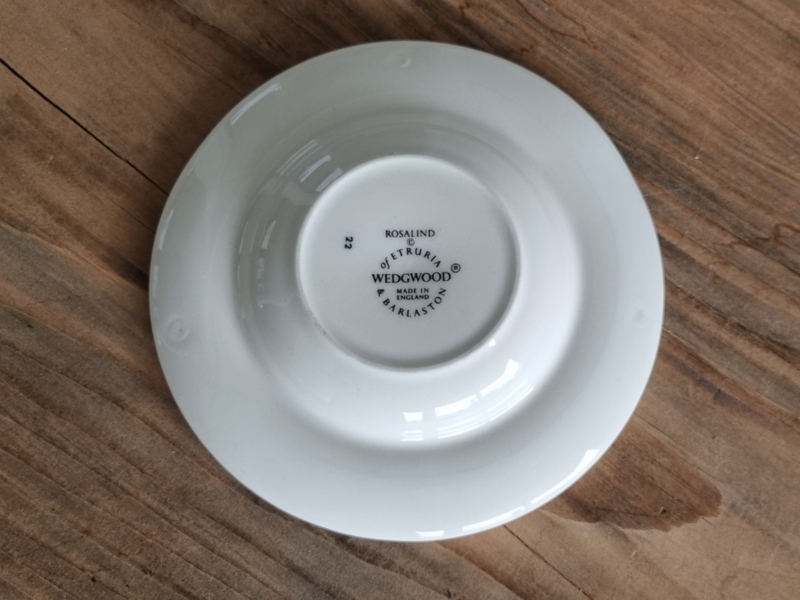 ROSALIND
©
of ETRURIA
WEDGWOOD®
MADE IN
ENGLAND
& BARLASTON
22